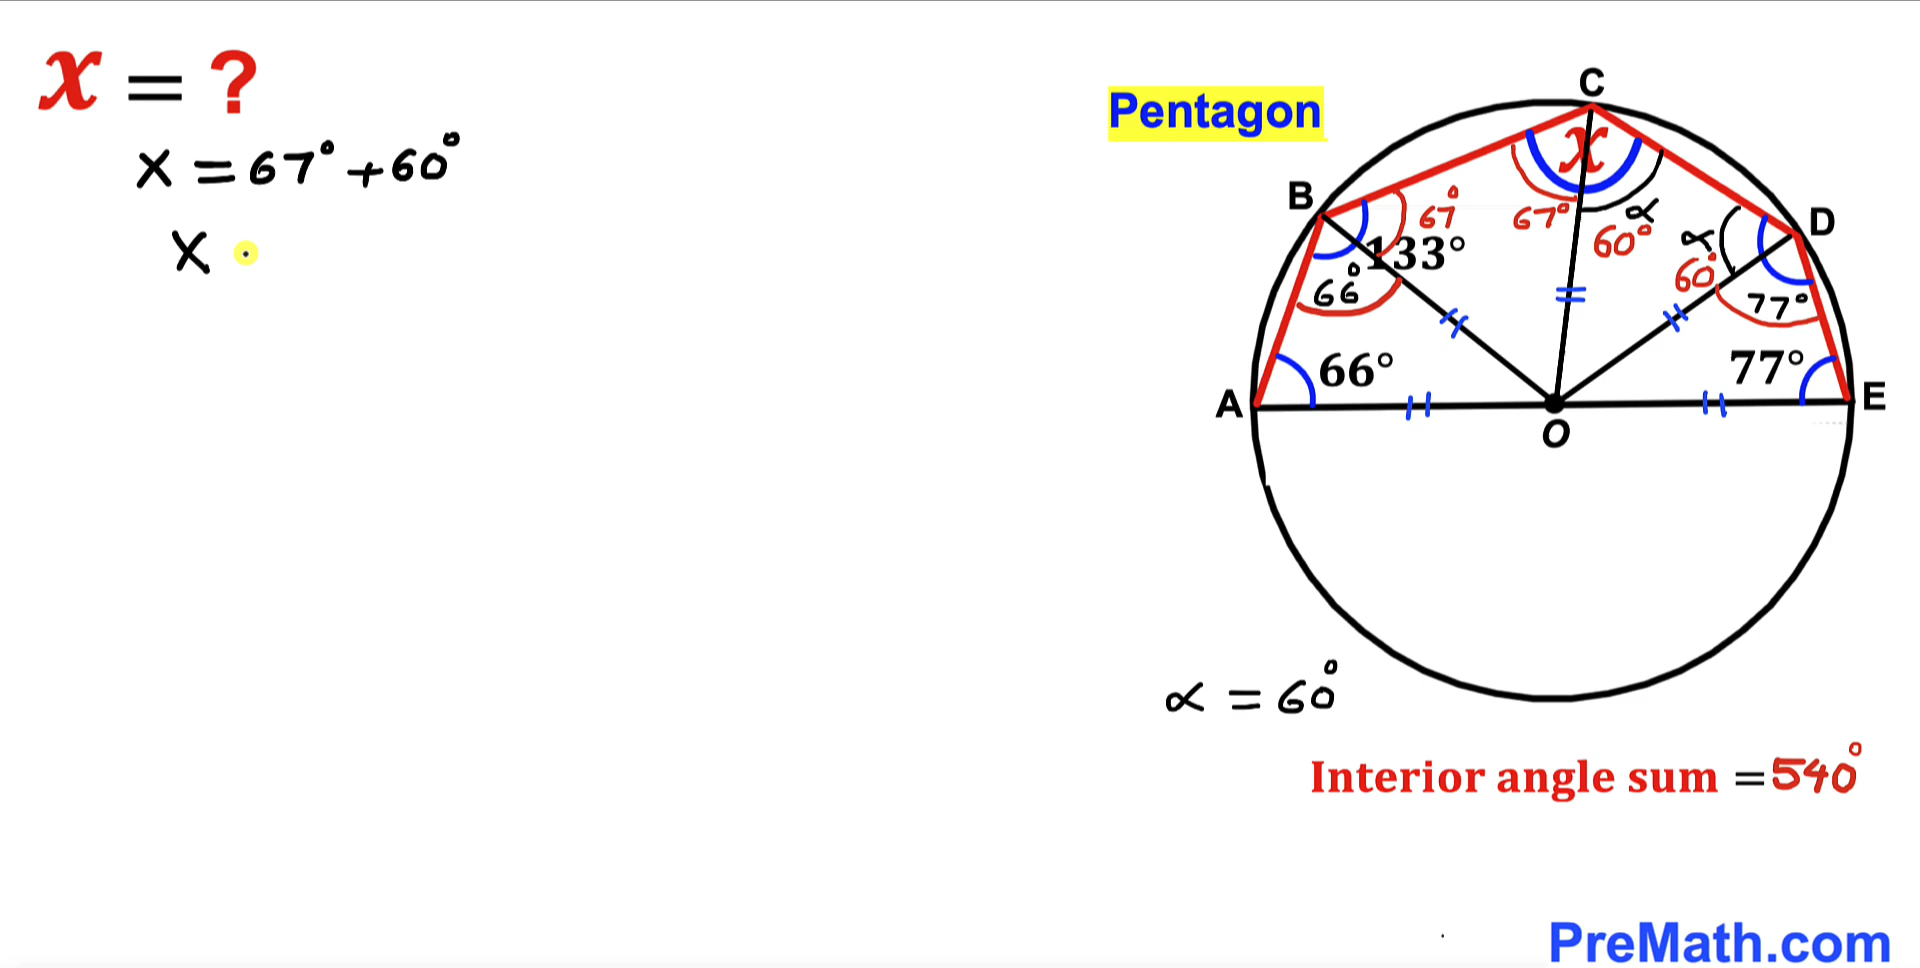 x = ?
x = 67° + 60°
x
Pentagon
C
x
B
D
67°
67°
α
60°
α
60°
133°
66°
77°
66°
77°
A
E
O
α = 60°
Interior angle sum = 540°
PreMath.com